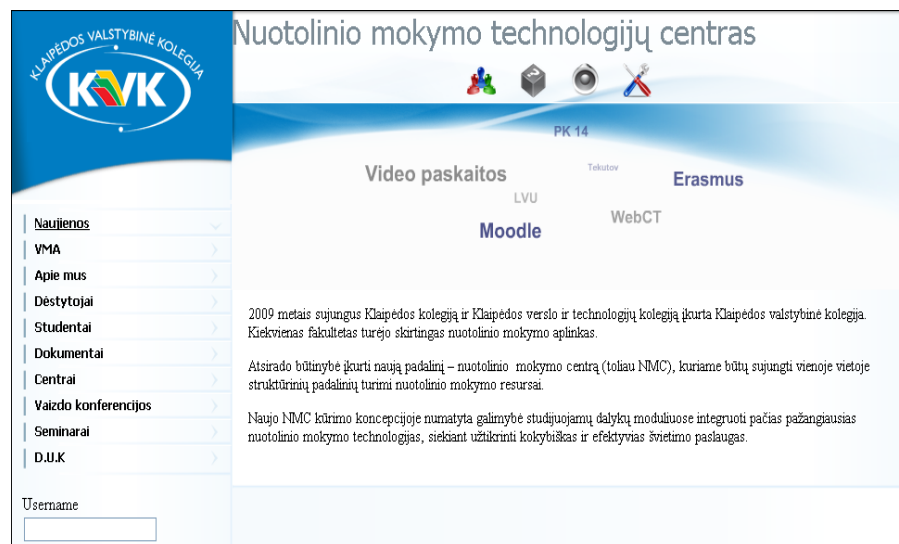 KLAIPĖDOS VALSTYBINĖ KOLEGIJA
KVK
Nuotolinio mokymo technologijų centras
PK 14
Video paskaitos
Tekutov
Erasmus
LVU
WebCT
Moodle
Naujienos
VMA
Apie mus
Dėstytojai
Studentai
Dokumentai
Centrai
Vaizdo konferencijos
Seminarai
D.U.K
Username
2009 metais sujungus Klaipėdos kolegiją ir Klaipėdos verslo ir technologijų kolegiją įkurta Klaipėdos valstybinė kolegija.
Kiekvienas fakultetas turėjo skirtingas nuotolinio mokymo aplinkas.
Atsirado būtinybė įkurti naują padalinį – nuotolinio mokymo centrą (toliau NMC), kuriame būtų sujungti vienoje vietoje
struktūrinių padalinių turimi nuotolinio mokymo resursai.
Naujo NMC kūrimo koncepcijoje numatyta galimybė studijuojamų dalykų moduliuose integruoti pačias pažangiausias
nuotolinio mokymo technologijas, siekiant užtikrinti kokybiškas ir efektyvias švietimo paslaugas.